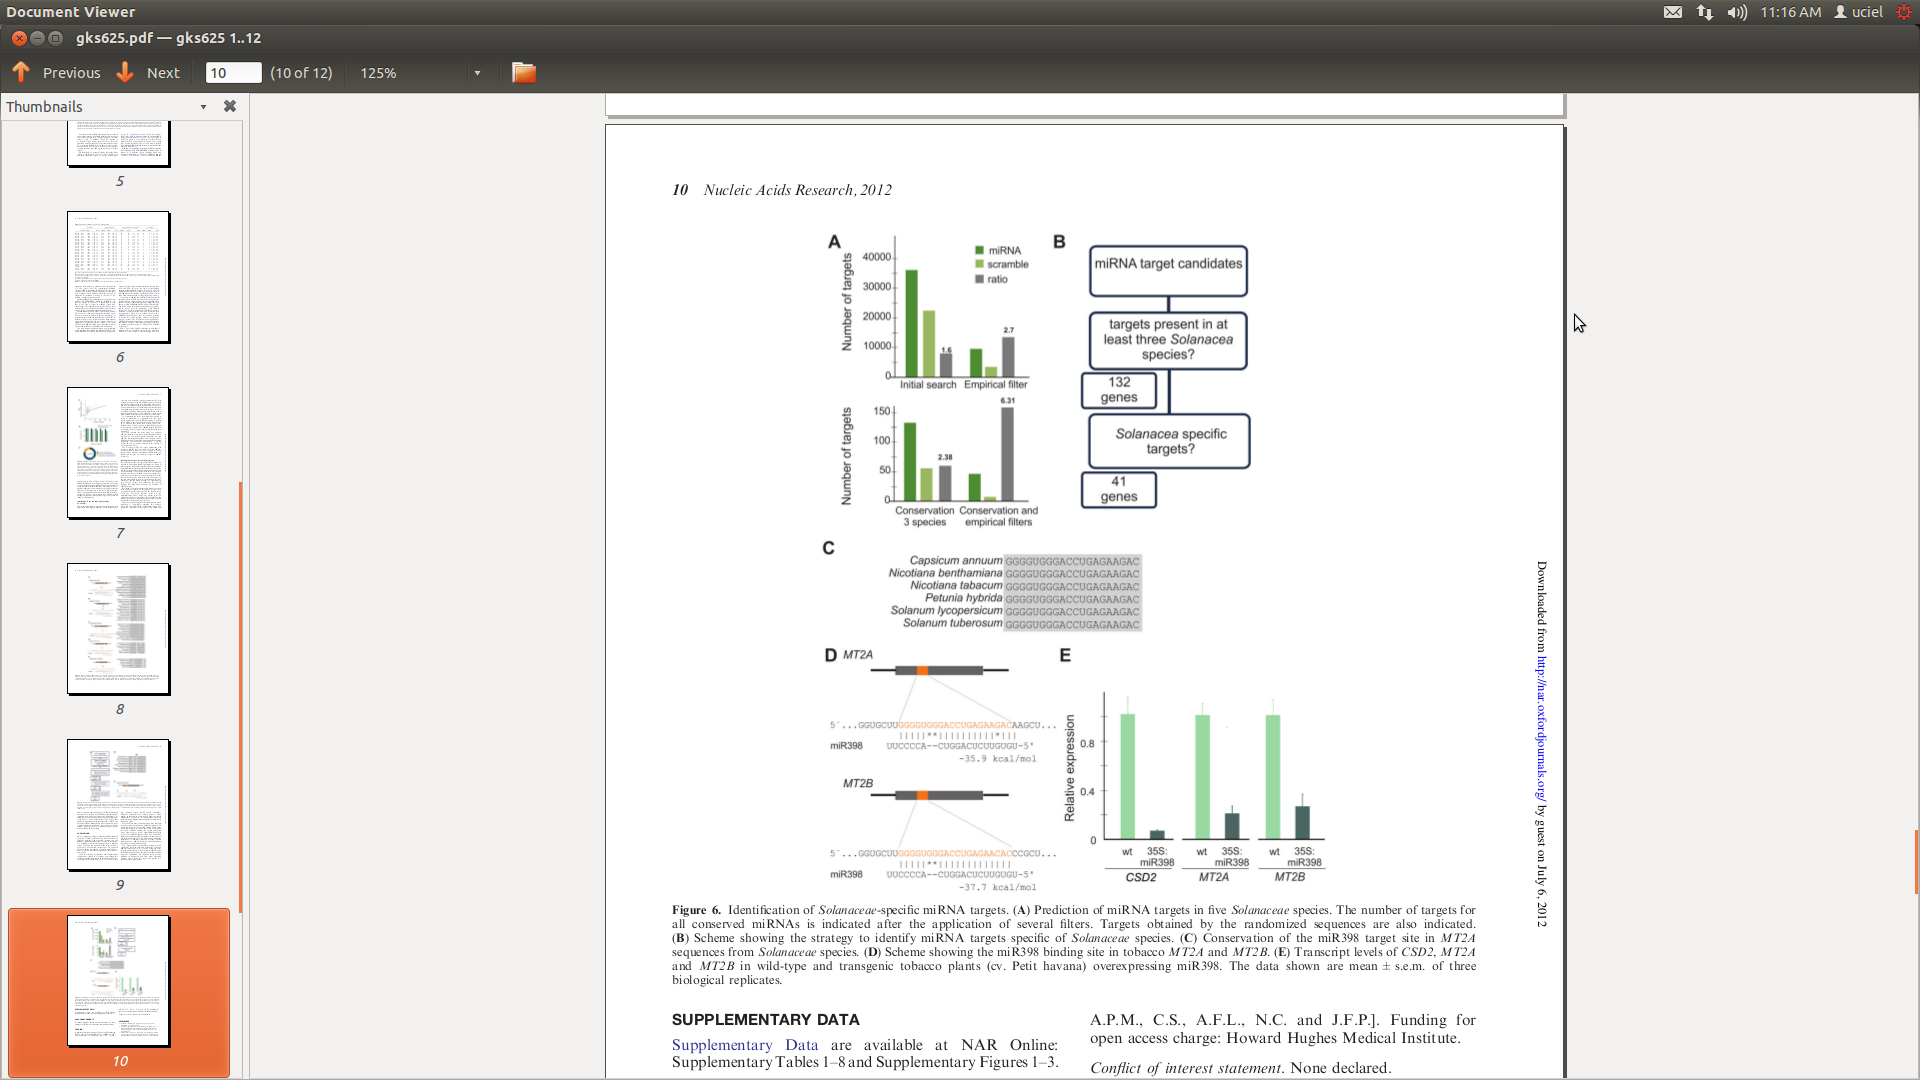 Document Viewer
11:16 AM
uciel
gks625.pdf — gks625 1..12
Previous
Next
10
(10 of 12)
125%
Thumbnails
5
6
7
8
9
10
10 Nucleic Acids Research, 2012
A
Number of targets
40000
30000
20000
10000
0
miRNA
scramble
ratio
1.6
2.7
Initial search
Empirical filter
Number of targets
150
100
50
0
2.38
6.31
Conservation
3 species
Conservation and
empirical filters
B
miRNA target candidates
targets present in at
least three Solanacea
species?
132
genes
Solanacea specific
targets?
41
genes
C
Capsicum annuum GGGGUGGGACCUGAGAAGAC
Nicotiana benthamiana GGGGUGGGACCUGAGAAGAC
Nicotiana tabacum GGGGUGGGACCUGAGAAGAC
Petunia hybrida GGGGUGGGACCUGAGAAGAC
Solanum lycopersicum GGGGUGGGACCUGAGAAGAC
Solanum tuberosum GGGGUGGGACCUGAGAAGAC
D MT2A
5´...GGUGCUUGGGGUGGGACCUGAGAAGACAAGCU...
miR398 UUCCCCA--CUGGACUCUUGUGU-5'
-35.9 kcal/mol
MT2B
5´...GGUGCUUGGGGUGGGACCUGAGAACACCCGCU...
miR398 UUCCCCA--CUGGACUCUUGUGU-5'
-37.7 kcal/mol
E
Relative expression
0.8
0.4
0
wt 35S: miR398
wt 35S: miR398
wt 35S: miR398
CSD2
MT2A
MT2B
Figure 6. Identification of Solanaceae-specific miRNA targets. (A) Prediction of miRNA targets in five Solanaceae species. The number of targets for
all conserved miRNAs is indicated after the application of several filters. Targets obtained by the randomized sequences are also indicated.
(B) Scheme showing the strategy to identify miRNA targets specific of Solanaceae species. (C) Conservation of the miR398 target site in MT2A
sequences from Solanaceae species. (D) Scheme showing the miR398 binding site in tobacco MT2A and MT2B. (E) Transcript levels of CSD2, MT2A
and MT2B in wild-type and transgenic tobacco plants (cv. Petit havana) overexpressing miR398. The data shown are mean ± s.e.m. of three
biological replicates.
SUPPLEMENTARY DATA
Supplementary Data are available at NAR Online:
Supplementary Tables 1–8 and Supplementary Figures 1–3.
A.P.M., C.S., A.F.L., N.C. and J.F.P.]. Funding for
open access charge: Howard Hughes Medical Institute.
Conflict of interest statement. None declared.
Downloaded from http://nar.oxfordjournals.org/ by guest on July 6, 2012